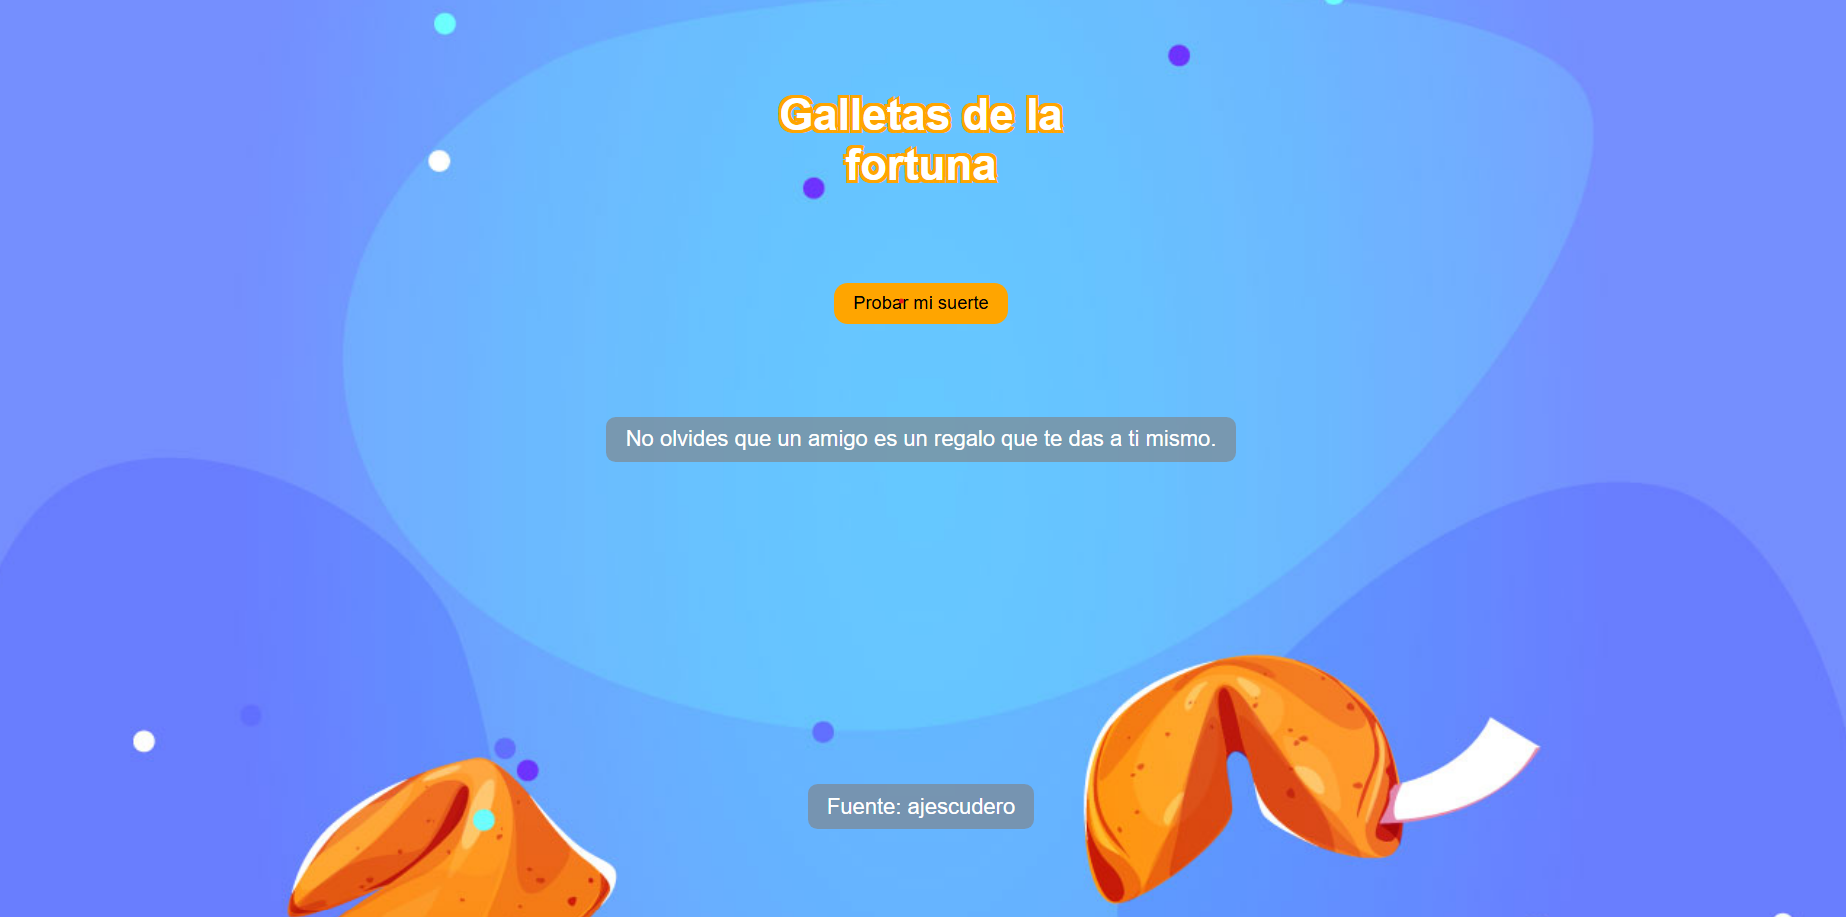 Galletas de la
fortuna
Probar mi suerte
No olvides que un amigo es un regalo que te das a ti mismo.
Fuente: ajescudero